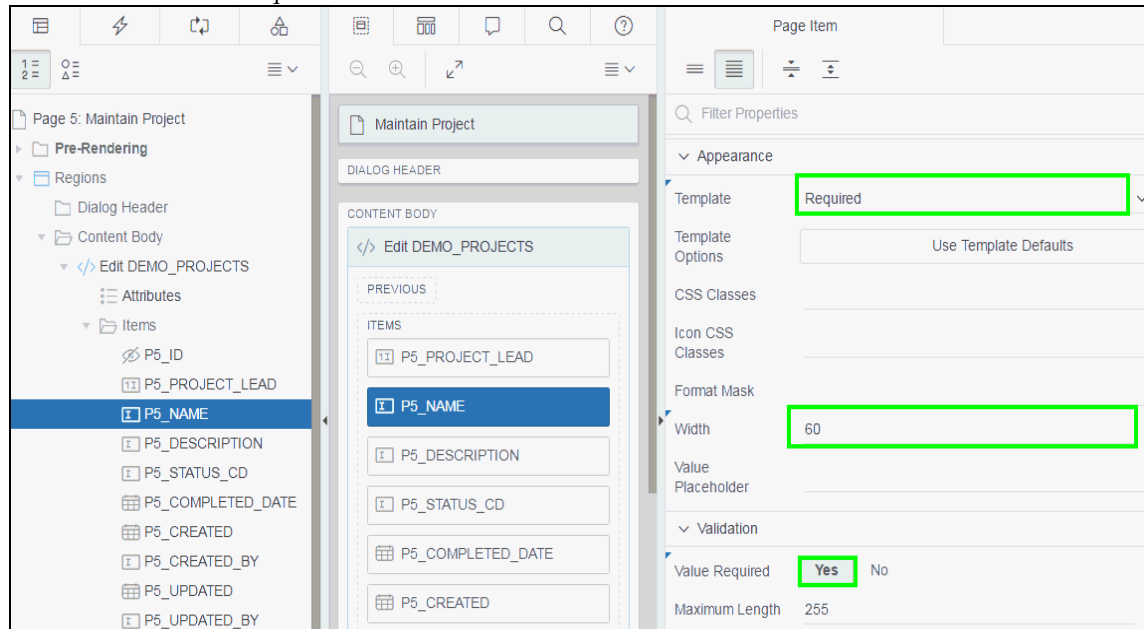 Page Item
Filter Properties
Page 5: Maintain Project
Pre-Rendering
Regions
Dialog Header
Content Body
Edit DEMO_PROJECTS
Attributes
Items
P5_ID
P5_PROJECT_LEAD
P5_NAME
P5_DESCRIPTION
P5_STATUS_CD
P5_COMPLETED_DATE
P5_CREATED
P5_CREATED_BY
P5_UPDATED
P5_UPDATED_BY
Maintain Project
DIALOG HEADER
CONTENT BODY
Edit DEMO_PROJECTS
PREVIOUS
ITEMS
P5_PROJECT_LEAD
P5_NAME
P5_DESCRIPTION
P5_STATUS_CD
P5_COMPLETED_DATE
P5_CREATED
Appearance
Template Required
Template
Options
Use Template Defaults
CSS Classes
Icon CSS
Classes
Format Mask
Width 60
Value
Placeholder
Validation
Value Required Yes No
Maximum Length 255